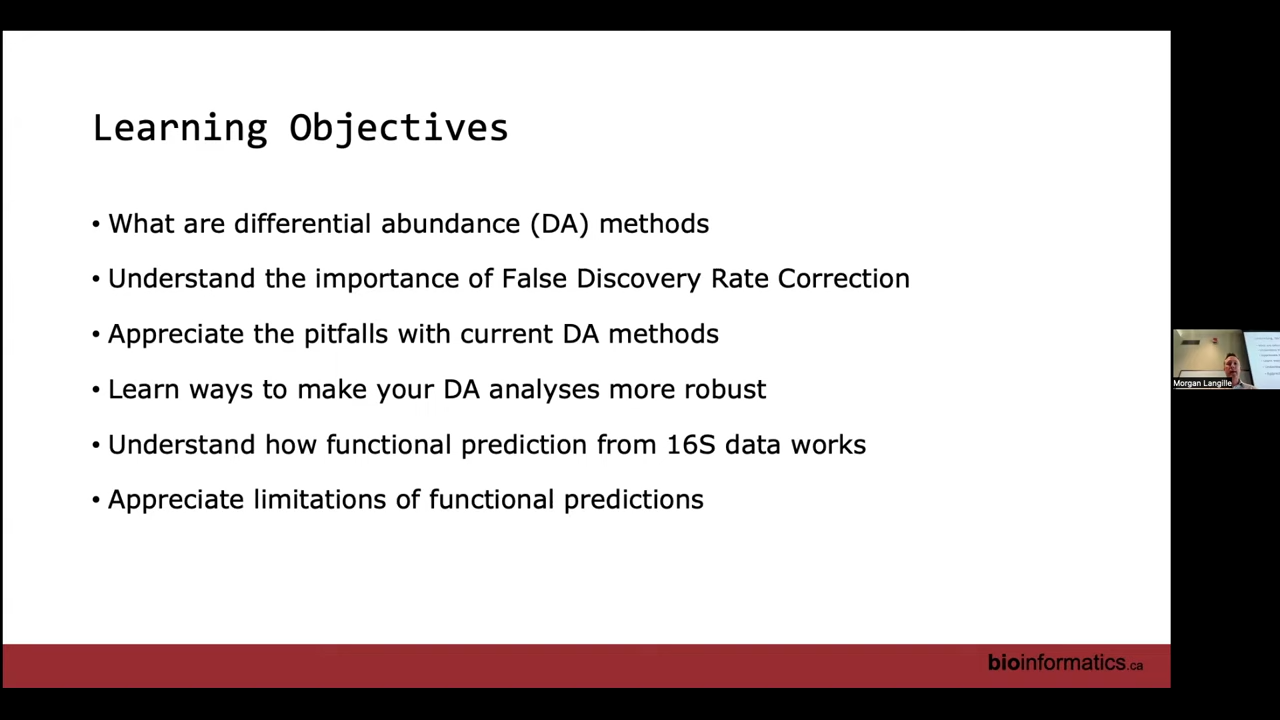 Learning Objectives
• What are differential abundance (DA) methods
• Understand the importance of False Discovery Rate Correction
• Appreciate the pitfalls with current DA methods
• Learn ways to make your DA analyses more robust
• Understand how functional prediction from 16S data works
• Appreciate limitations of functional predictions
Morgan Langille
bioinformatics.ca